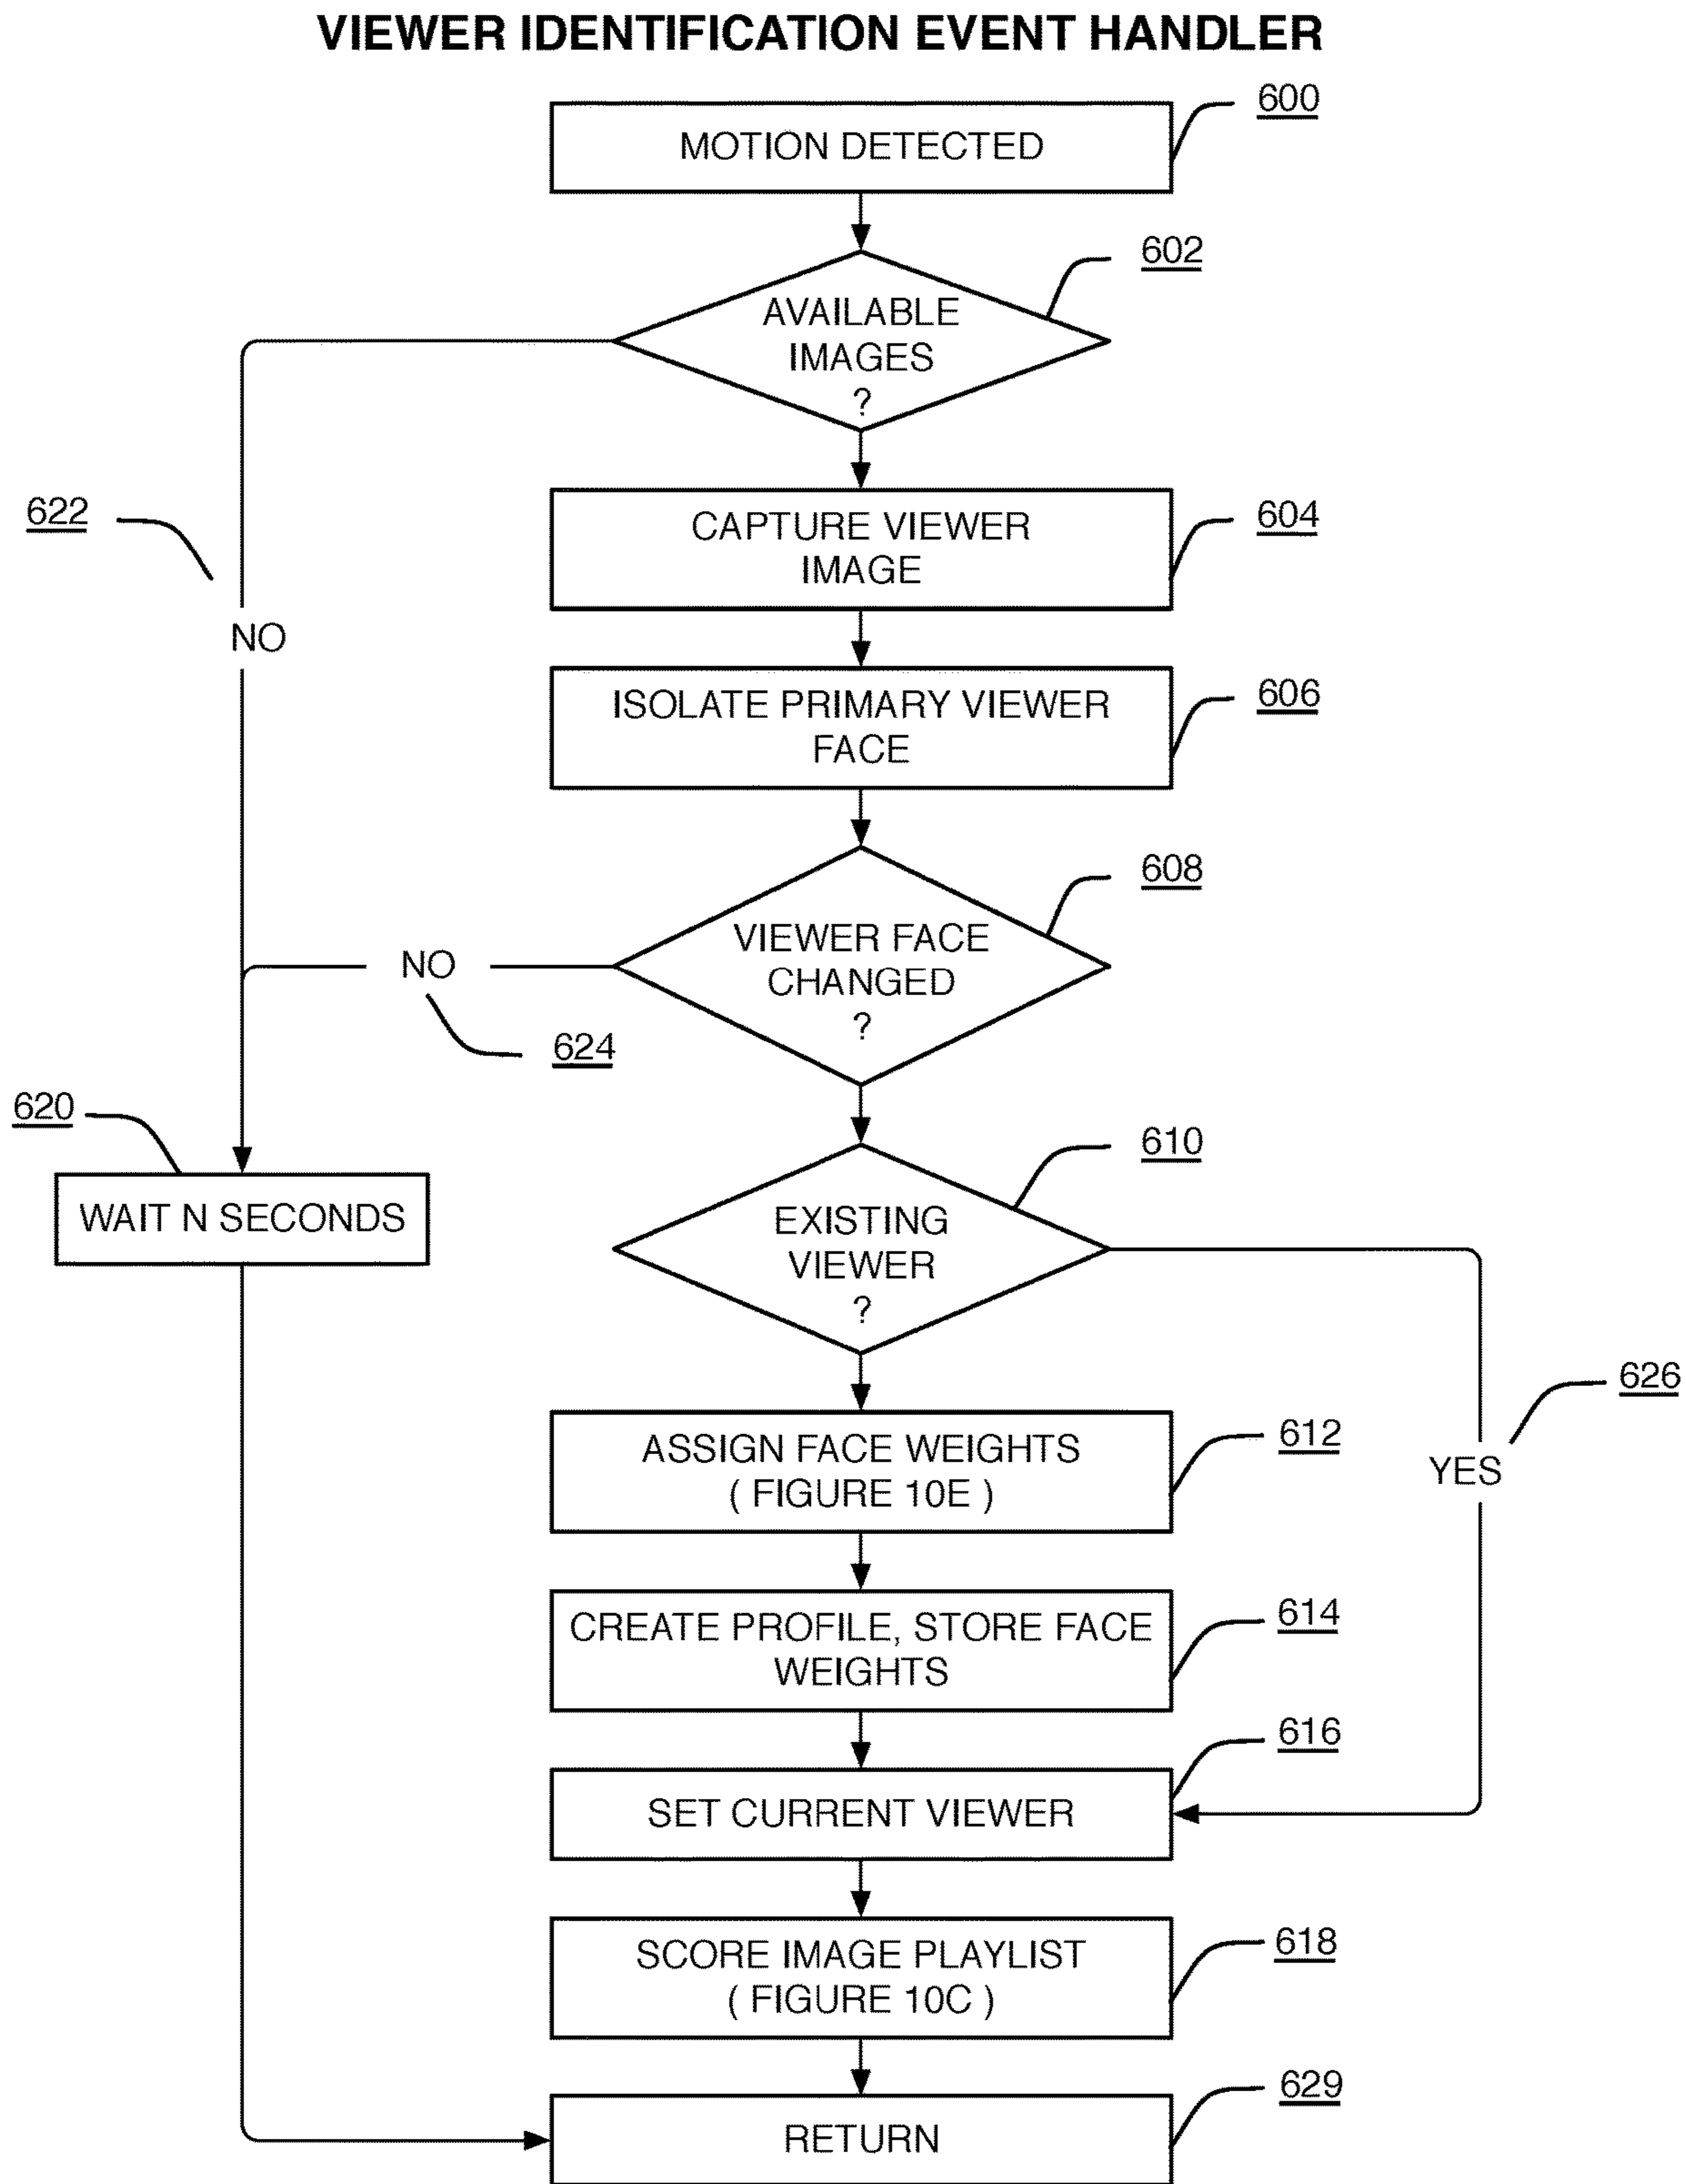 VIEWER IDENTIFICATION EVENT HANDLER
600
MOTION DETECTED
602
AVAILABLE
IMAGES
?
622
604
CAPTURE VIEWER
IMAGE
NO
606
ISOLATE PRIMARY VIEWER
FACE
608
VIEWER FACE
CHANGED
?
NO
624
620
WAIT N SECONDS
610
EXISTING
VIEWER
?
626
YES
612
ASSIGN FACE WEIGHTS
( FIGURE 10E )
614
CREATE PROFILE, STORE FACE
WEIGHTS
616
SET CURRENT VIEWER
618
SCORE IMAGE PLAYLIST
( FIGURE 10C )
629
RETURN